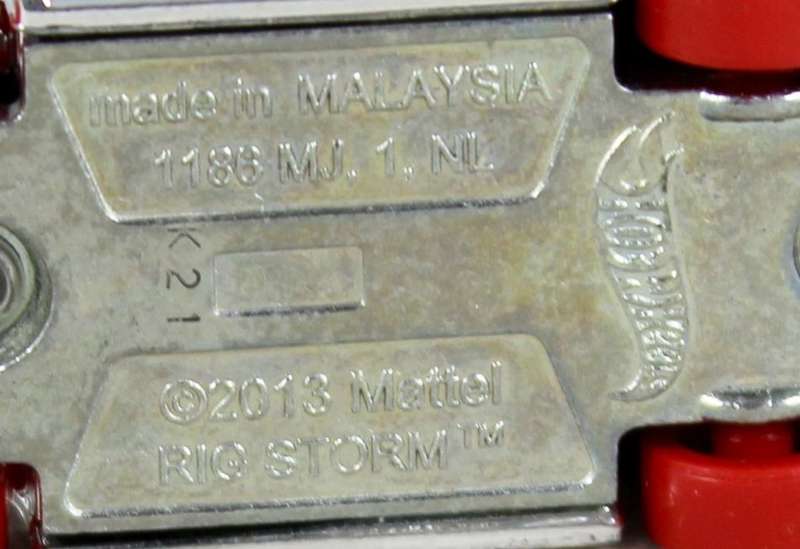 made in MALAYSIA
1186 MJ, 1, NL
K21
©2013 Mattel
RIG STORM™
HOT WHEELS